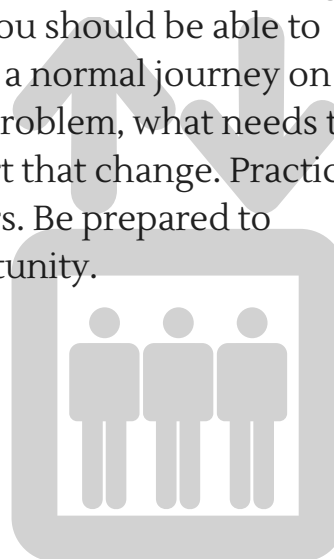 ou should be able to
a normal journey on
roblem, what needs t
t that change. Practic
s. Be prepared to
tunity.